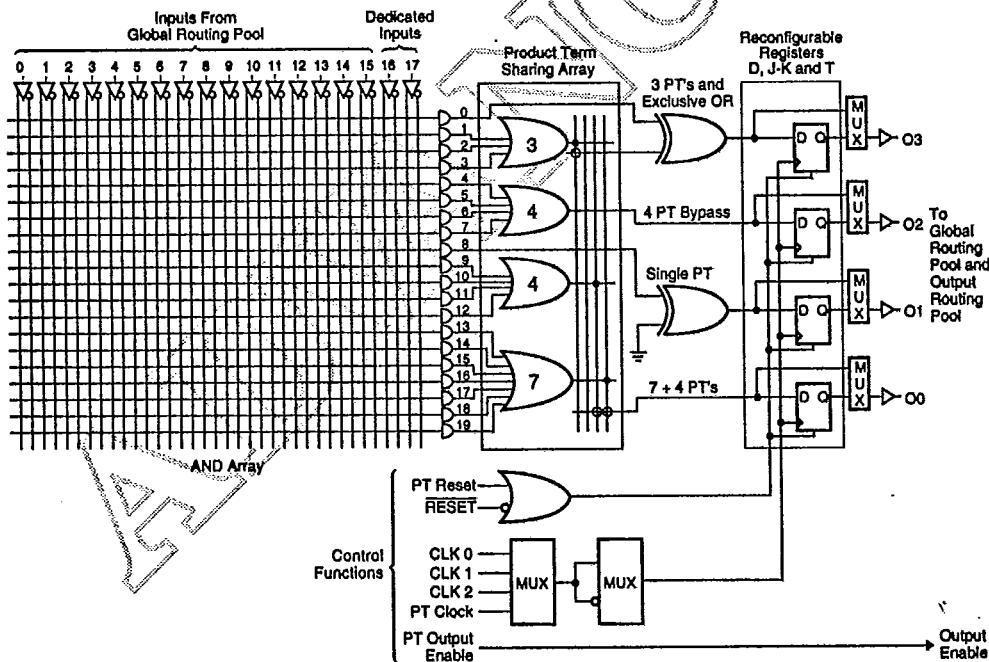 Inputs From
Global Routing Pool
Dedicated
Inputs
0 1 2 3 4 5 6 7 8 9 10 11 12 13 14 15 16 17
Product Term
Sharing Array
Reconfigurable
Registers
D, J-K and T
3 PT's and
Exclusive OR
0
1
2
3
4
5
6
7
8
9
10
11
12
13
14
15
16
17
18
19
3
4
4
7
4 PT Bypass
Single PT
7 + 4 PT's
D Q
D Q
D Q
D Q
MUX
MUX
MUX
MUX
O3
O2
O1
O0
To
Global
Routing
Pool and
Output
Routing
Pool
AND Array
Control
Functions
PT Reset
RESET
CLK 0
CLK 1
CLK 2
PT Clock
MUX
MUX
PT Output
Enable
Output
Enable